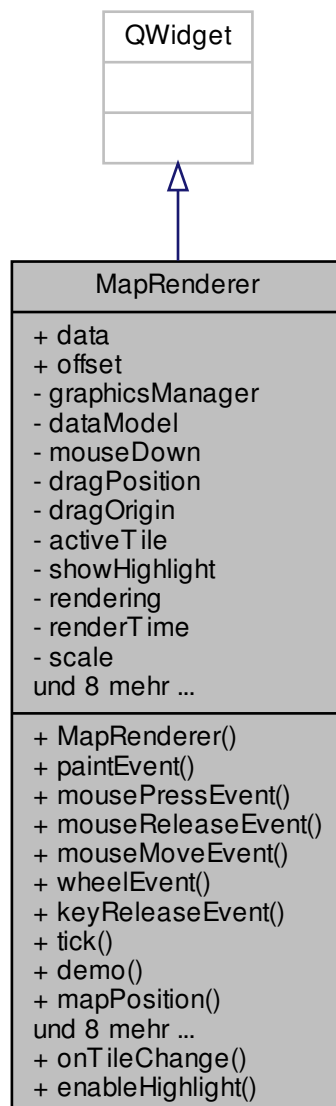 QWidget
MapRenderer
+ data
+ offset
- graphicsManager
- dataModel
- mouseDown
- dragPosition
- dragOrigin
- activeTile
- showHighlight
- rendering
- renderTime
- scale
und 8 mehr ...
+ MapRenderer()
+ paintEvent()
+ mousePressEvent()
+ mouseReleaseEvent()
+ mouseMoveEvent()
+ wheelEvent()
+ keyReleaseEvent()
+ tick()
+ demo()
+ mapPosition()
und 8 mehr ...
+ onTileChange()
+ enableHighlight()